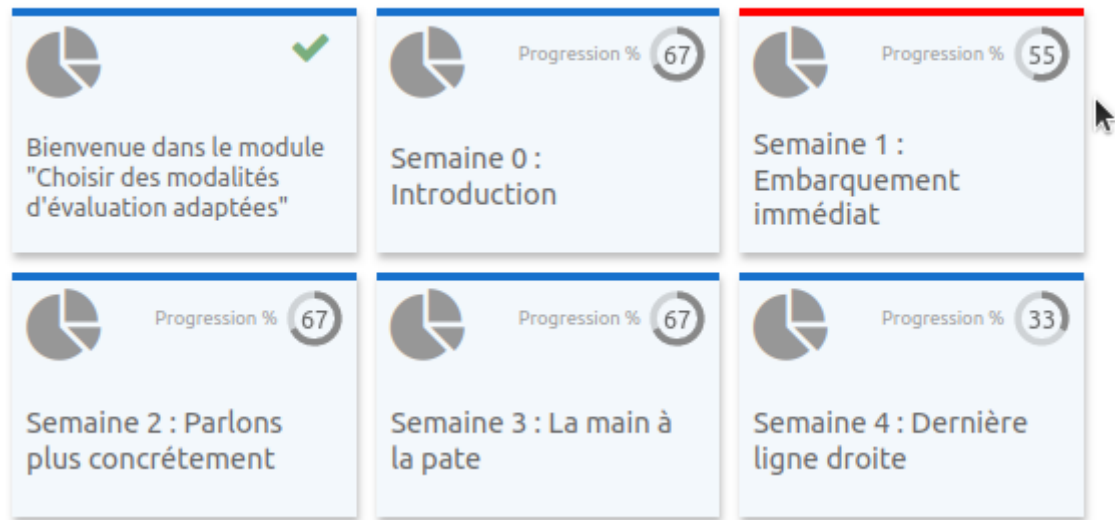 Progression % 67
Progression % 55
Bienvenue dans le module
"Choisir des modalités
d'évaluation adaptées"
Semaine 0 :
Introduction
Semaine 1 :
Embarquement
immédiat
Progression % 67
Progression % 67
Progression % 33
Semaine 2 : Parlons
plus concrétement
Semaine 3 : La main à
la pate
Semaine 4 : Dernière
ligne droite